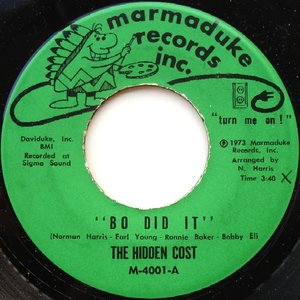 marmaduke
records
inc.
"turn me on!"
Daviduke, Inc.
BMI
Recorded at
Sigma Sound
℗1973 Marmaduke
Records, Inc.
Arranged by
N. Harris
Time 3:40 X
"BO DID IT"
(Norman Harris - Earl Young - Ronnie Baker - Bobby Eli)
THE HIDDEN COST
M-4001-A